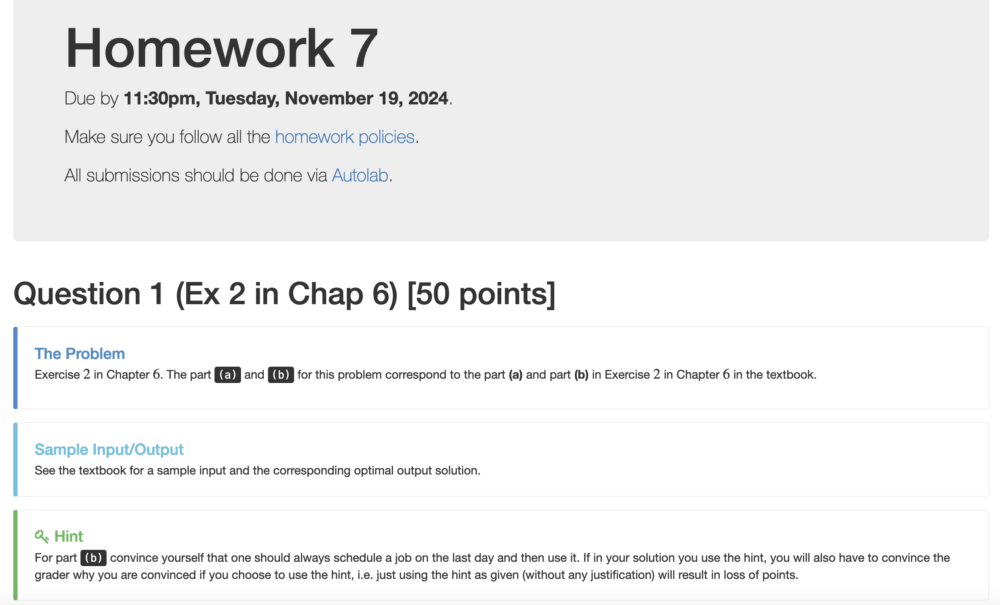 Homework 7
Due by 11:30pm, Tuesday, November 19, 2024.
Make sure you follow all the homework policies.
All submissions should be done via Autolab.
Question 1 (Ex 2 in Chap 6) [50 points]
The Problem
Exercise 2 in Chapter 6. The part (a) and (b) for this problem correspond to the part (a) and part (b) in Exercise 2 in Chapter 6 in the textbook.
Sample Input/Output
See the textbook for a sample input and the corresponding optimal output solution.
Hint
For part (b) convince yourself that one should always schedule a job on the last day and then use it. If in your solution you use the hint, you will also have to convince the
grader why you are convinced if you choose to use the hint, i.e. just using the hint as given (without any justification) will result in loss of points.